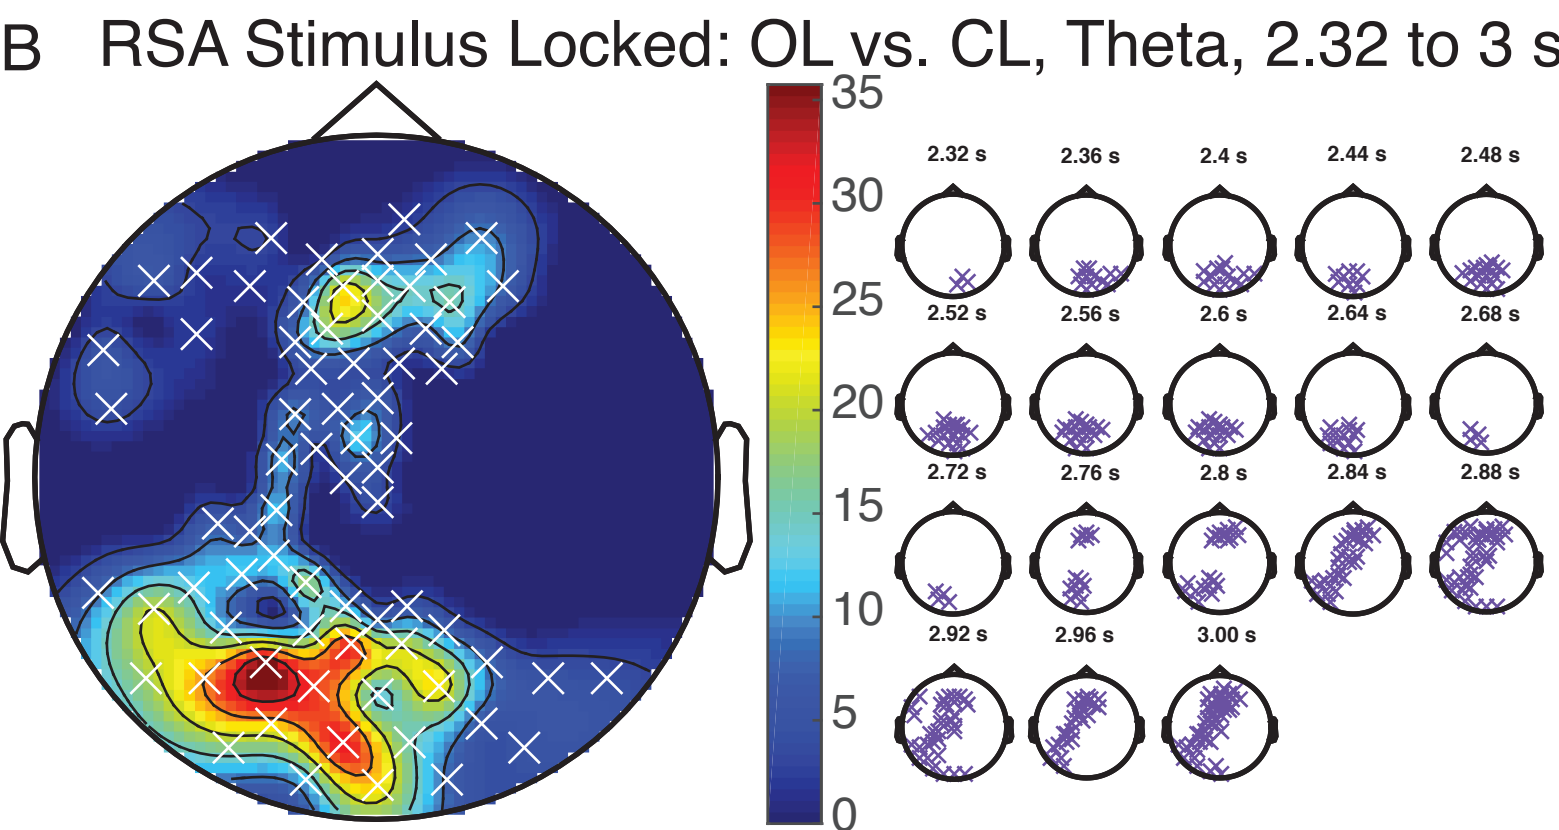 B RSA Stimulus Locked: OL vs. CL, Theta, 2.32 to 3 s
35
30
25
20
15
10
5
0
2.32 s 2.36 s 2.4 s 2.44 s 2.48 s
2.52 s 2.56 s 2.6 s 2.64 s 2.68 s
2.72 s 2.76 s 2.8 s 2.84 s 2.88 s
2.92 s 2.96 s 3.00 s